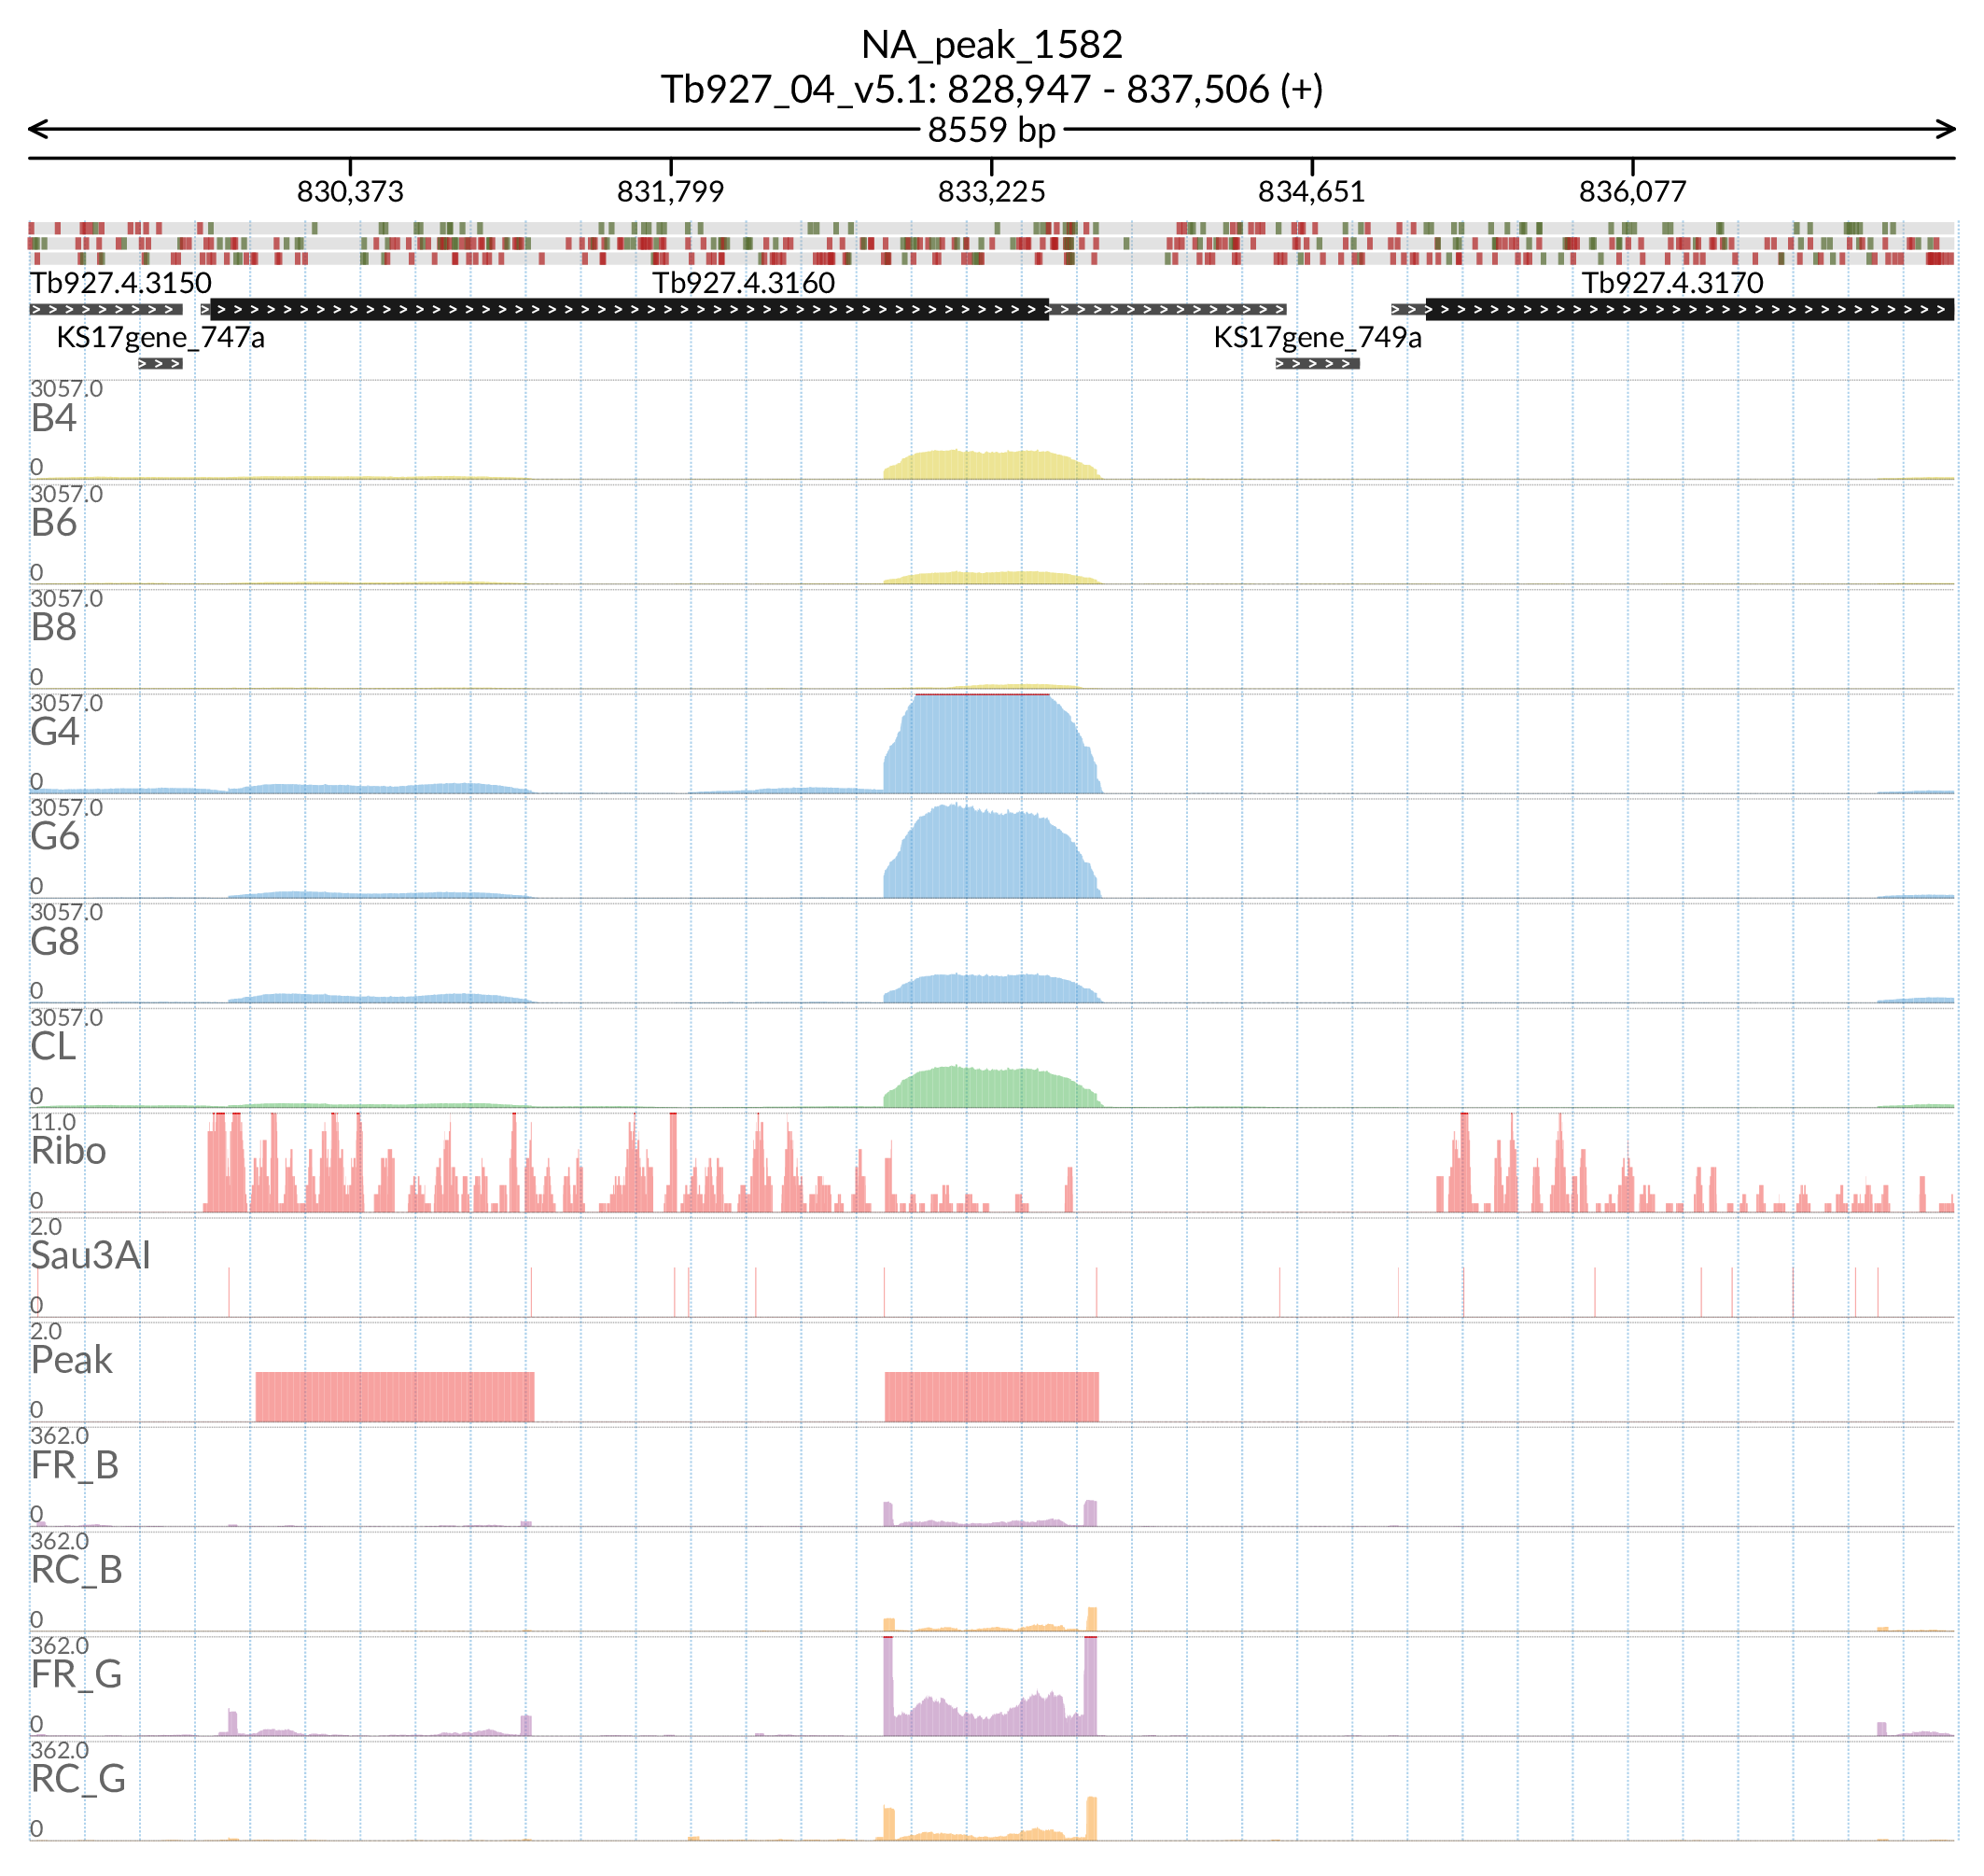 NA_peak_1582
Tb927_04_v5.1: 828,947 - 837,506 (+)
8559 bp
830,373 831,799 833,225 834,651 836,077
Tb927.4.3150 Tb927.4.3160 Tb927.4.3170
KS17gene_747a KS17gene_749a
3057.0
B4
0
3057.0
B6
0
3057.0
B8
0
3057.0
G4
0
3057.0
G6
0
3057.0
G8
0
3057.0
CL
0
11.0
Ribo
0
2.0
Sau3AI
0
2.0
Peak
0
362.0
FR_B
0
362.0
RC_B
0
362.0
FR_G
0
362.0
RC_G
0